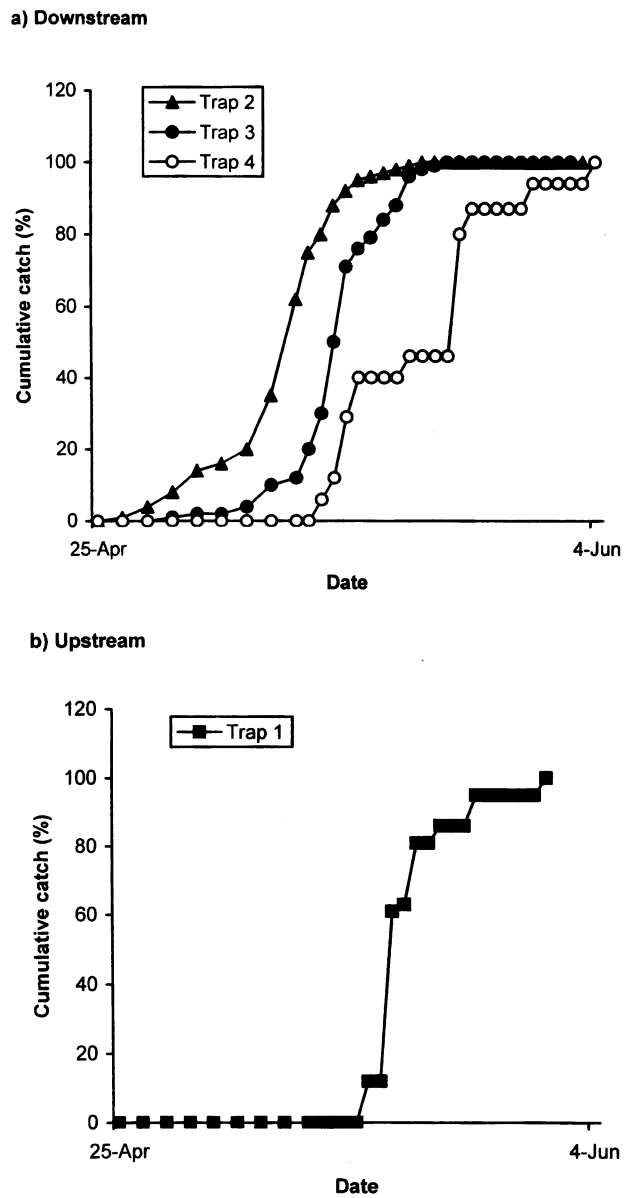 a) Downstream
120
100
80
60
40
20
0
Cumulative catch (%)
Trap 2
Trap 3
Trap 4
25-Apr
4-Jun
Date
b) Upstream
120
100
80
60
40
20
0
Cumulative catch (%)
Trap 1
25-Apr
4-Jun
Date